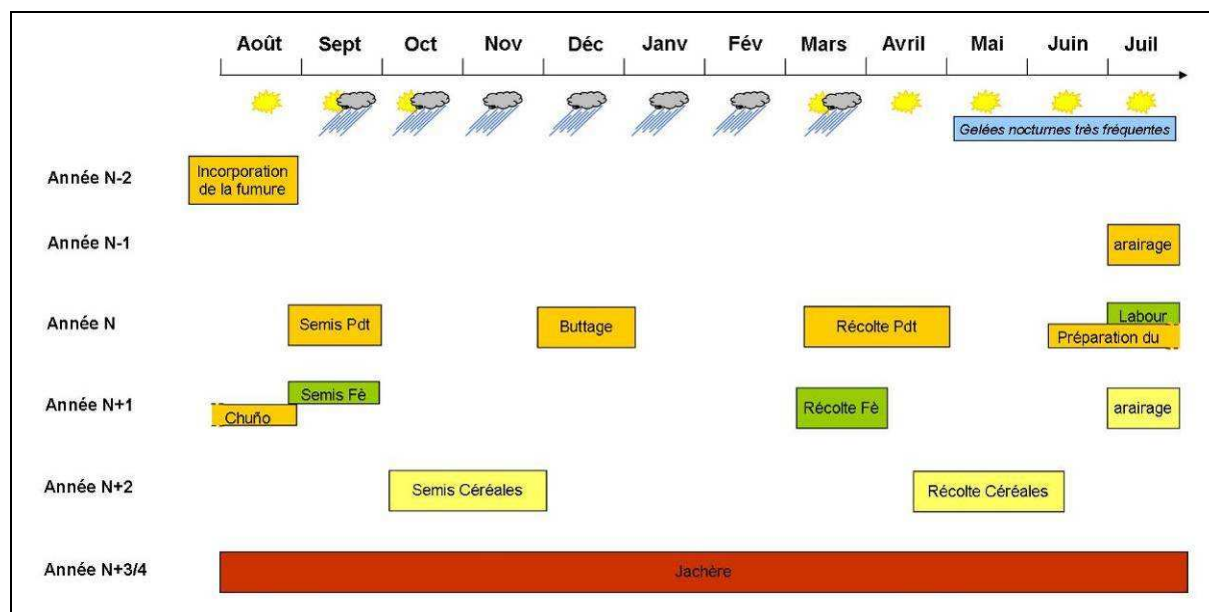 Août Sept Oct Nov Déc Janv Fév Mars Avril Mai Juin Juil
Gelées nocturnes très fréquentes
Année N-2
Incorporation
de la fumure
Année N-1
arairage
Année N
Semis Pdt
Buttage
Récolte Pdt
Labour
Préparation du
Année N+1
Semis Fè
Chuño
Récolte Fè
arairage
Année N+2
Semis Céréales
Récolte Céréales
Année N+3/4
Jachère